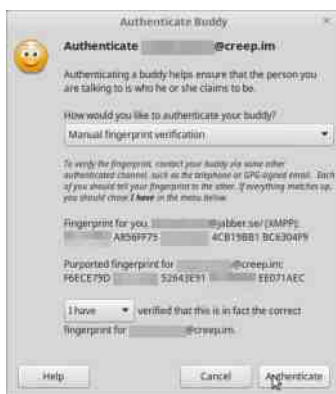 Authenticate Buddy
Authenticate @creep.im
Authenticating a buddy helps ensure that the person you
are talking to is who he or she claims to be.
How would you like to authenticate your buddy?
Manual fingerprint verification
To verify the fingerprint, contact your buddy via some other
authenticated channel, such as the telephone or GPG-signed email. Each
of you should tell your fingerprint to the other. If everything matches up,
you should chose I have in the menu below.
Fingerprint for you, @jabber.se/ (XMPP):
A856FF75 4CB19BB1 BC6304F9
Purported fingerprint for @creep.im:
F6ECE79D 52643E91 EE071AEC
I have verified that this is in fact the correct
fingerprint for @creep.im.
Help Cancel Authenticate